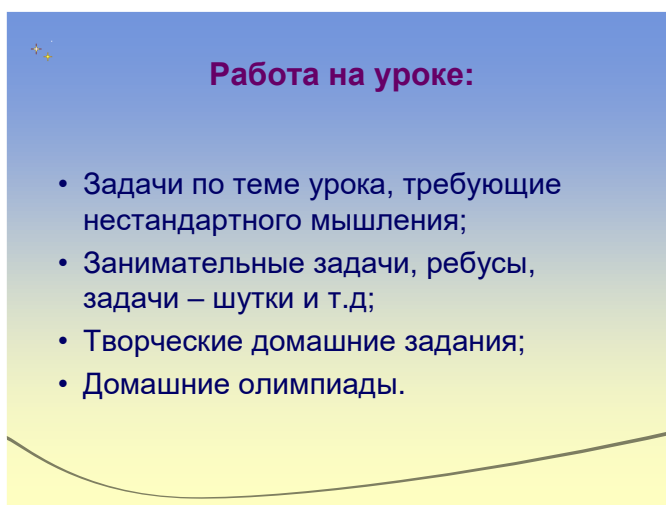 Работа на уроке:
• Задачи по теме урока, требующие
нестандартного мышления;
• Занимательные задачи, ребусы,
задачи – шутки и т.д;
• Творческие домашние задания;
• Домашние олимпиады.